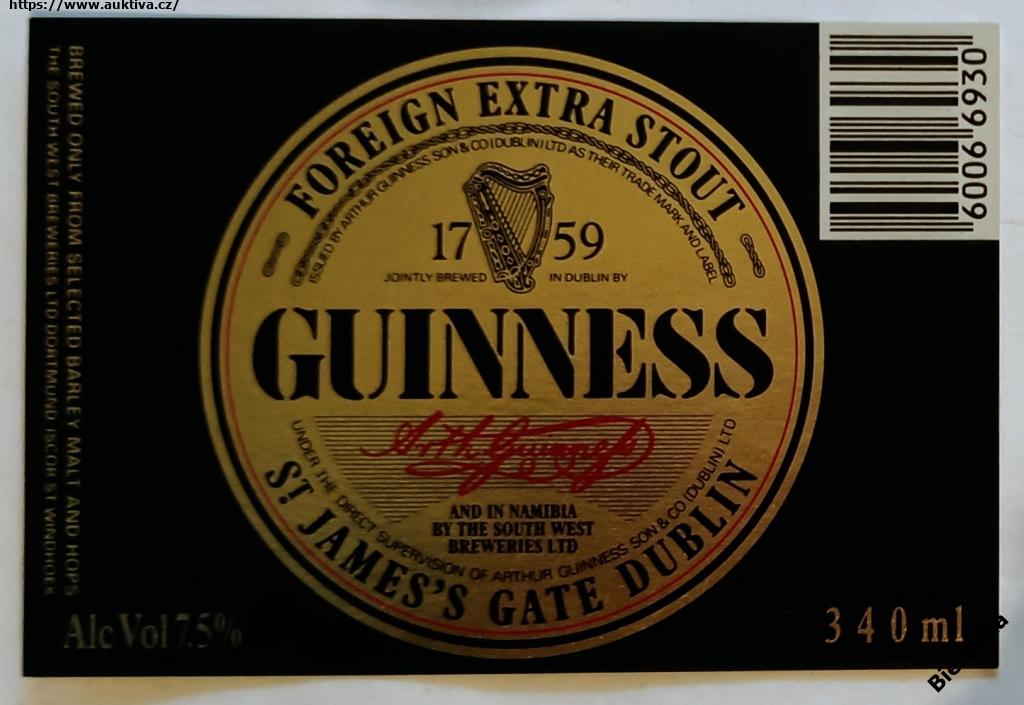 https://www.auktiva.cz/
BREWED ONLY FROM SELECTED BARLEY MALT AND HOPS
THE SOUTH WEST BREWERIES LTD DORTMUND ISCOR ST WINDHOEK
FOREIGN EXTRA STOUT
ISSUED BY ARTHUR GUINNESS SON & CO (DUBLIN) LTD AS THEIR TRADE MARK AND LABEL
17 59
JOINTLY BREWED IN DUBLIN BY
GUINNESS
Arth Guinness
AND IN NAMIBIA
BY THE SOUTH WEST
BREWERIES LTD
UNDER THE DIRECT SUPERVISION OF ARTHUR GUINNESS SON & CO (DUBLIN) LTD
ST. JAMES'S GATE DUBLIN
Alc Vol 7.5%
340 ml
6006 6930